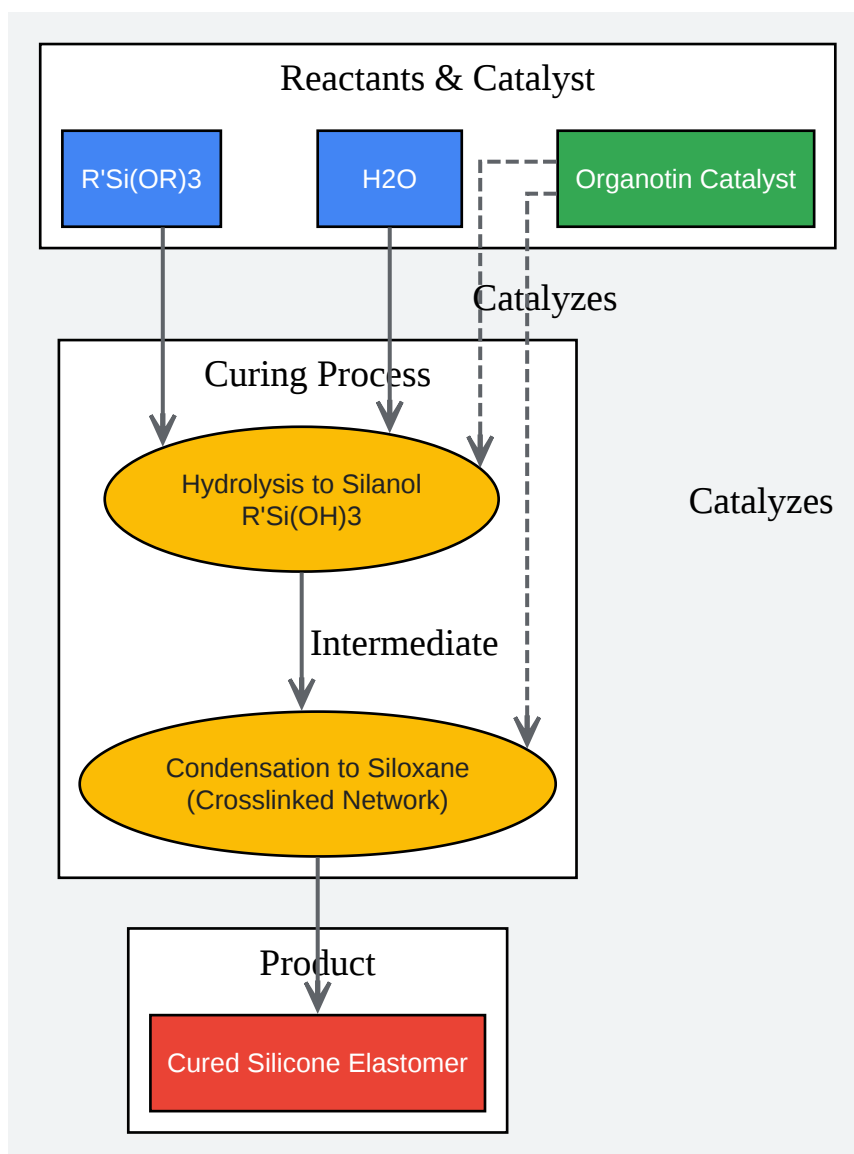 Reactants & Catalyst
R'Si(OR)3
H2O
Organotin Catalyst
Catalyzes
Curing Process
Hydrolysis to Silanol
R'Si(OH)3
Catalyzes
Intermediate
Condensation to Siloxane
(Crosslinked Network)
Product
Cured Silicone Elastomer